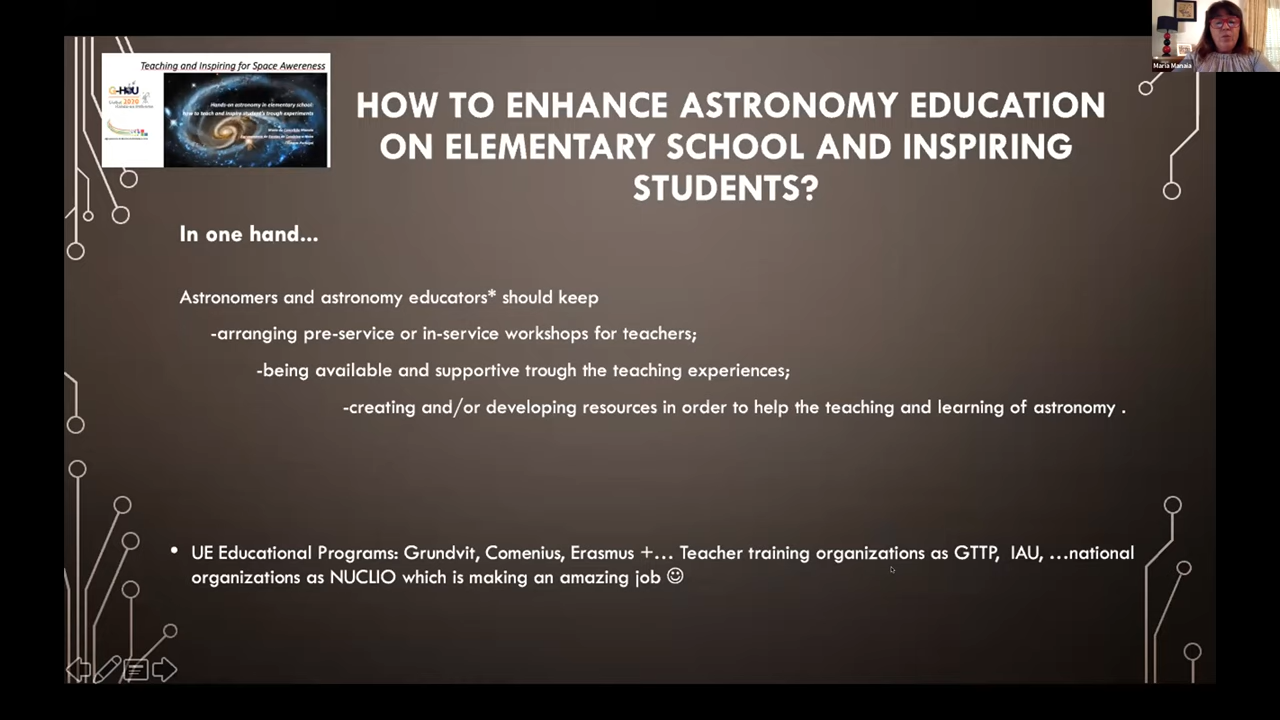 Teaching and Inspiring for Space Awereness
G-HOU
2020
Hands-on astronomy in elementary school:
how to teach and inspire student's trough experiments
HOW TO ENHANCE ASTRONOMY EDUCATION
ON ELEMENTARY SCHOOL AND INSPIRING
STUDENTS?
In one hand...
Astronomers and astronomy educators* should keep
-arranging pre-service or in-service workshops for teachers;
-being available and supportive trough the teaching experiences;
-creating and/or developing resources in order to help the teaching and learning of astronomy .
• UE Educational Programs: Grundvit, Comenius, Erasmus +... Teacher training organizations as GTTP, IAU, ...national
organizations as NUCLIO which is making an amazing job ☺
Maria Manaia